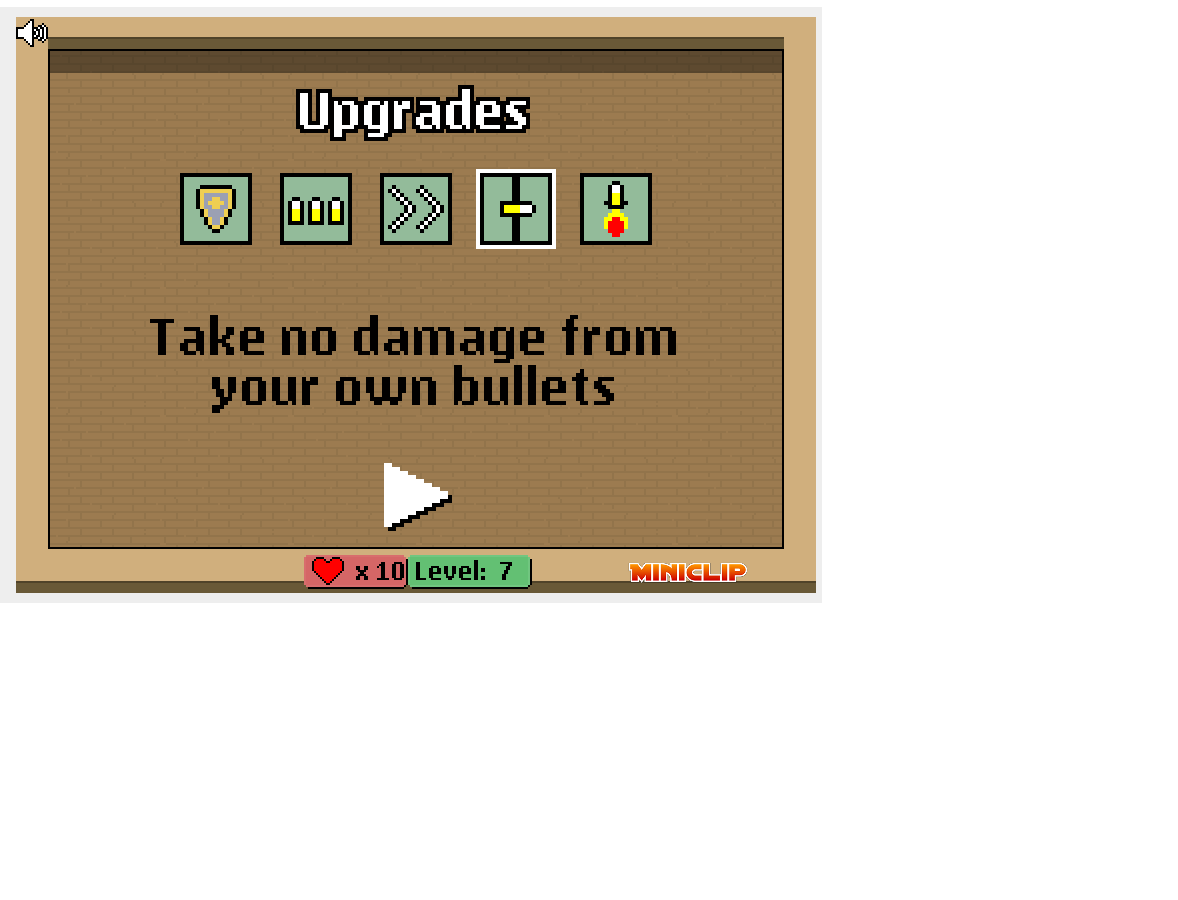 Upgrades
Take no damage from
your own bullets
x 10 Level: 7
MINICLIP